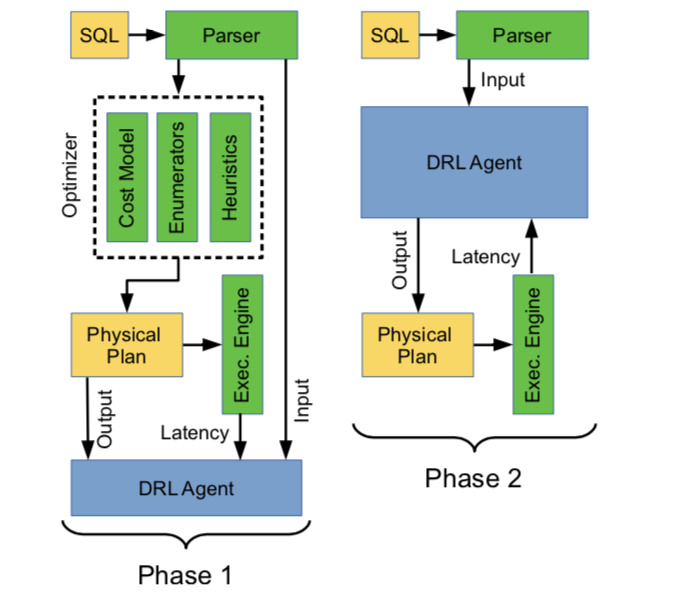 SQL
Parser
Optimizer
Cost Model
Enumerators
Heuristics
Physical
Plan
Exec. Engine
Output
Latency
Input
DRL Agent
Phase 1
SQL
Parser
Input
DRL Agent
Output
Latency
Physical
Plan
Exec. Engine
Phase 2